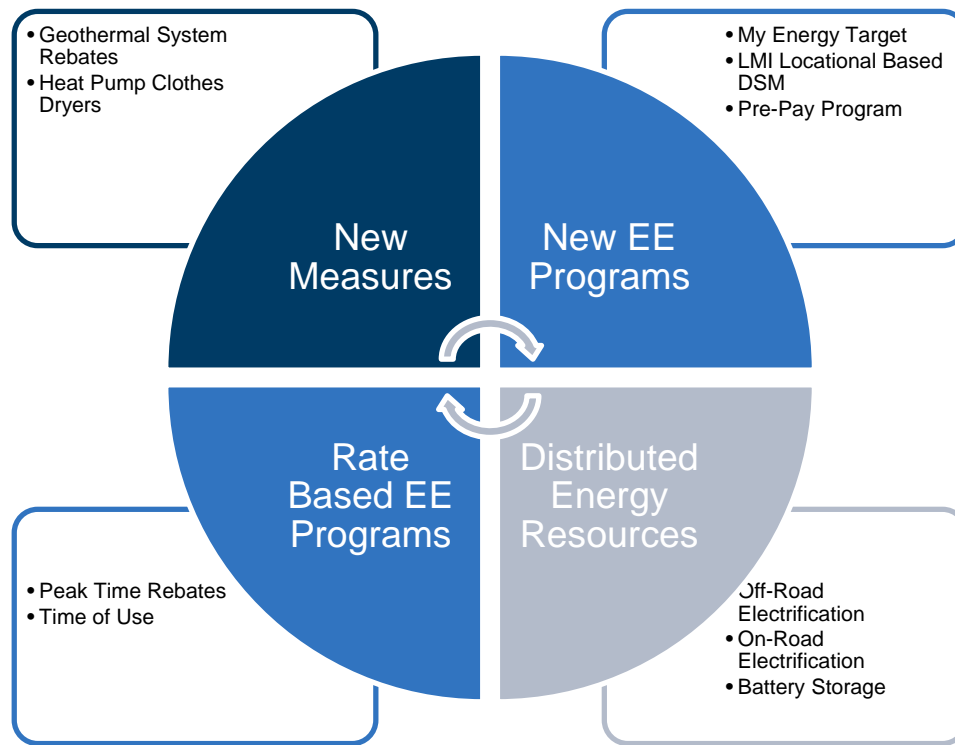 • Geothermal System
Rebates
• Heat Pump Clothes
Dryers
• My Energy Target
• LMI Locational Based
DSM
• Pre-Pay Program
New
Measures
New EE
Programs
Rate
Based EE
Programs
Distributed
Energy
Resources
• Peak Time Rebates
• Time of Use
Off-Road
Electrification
• On-Road
Electrification
• Battery Storage